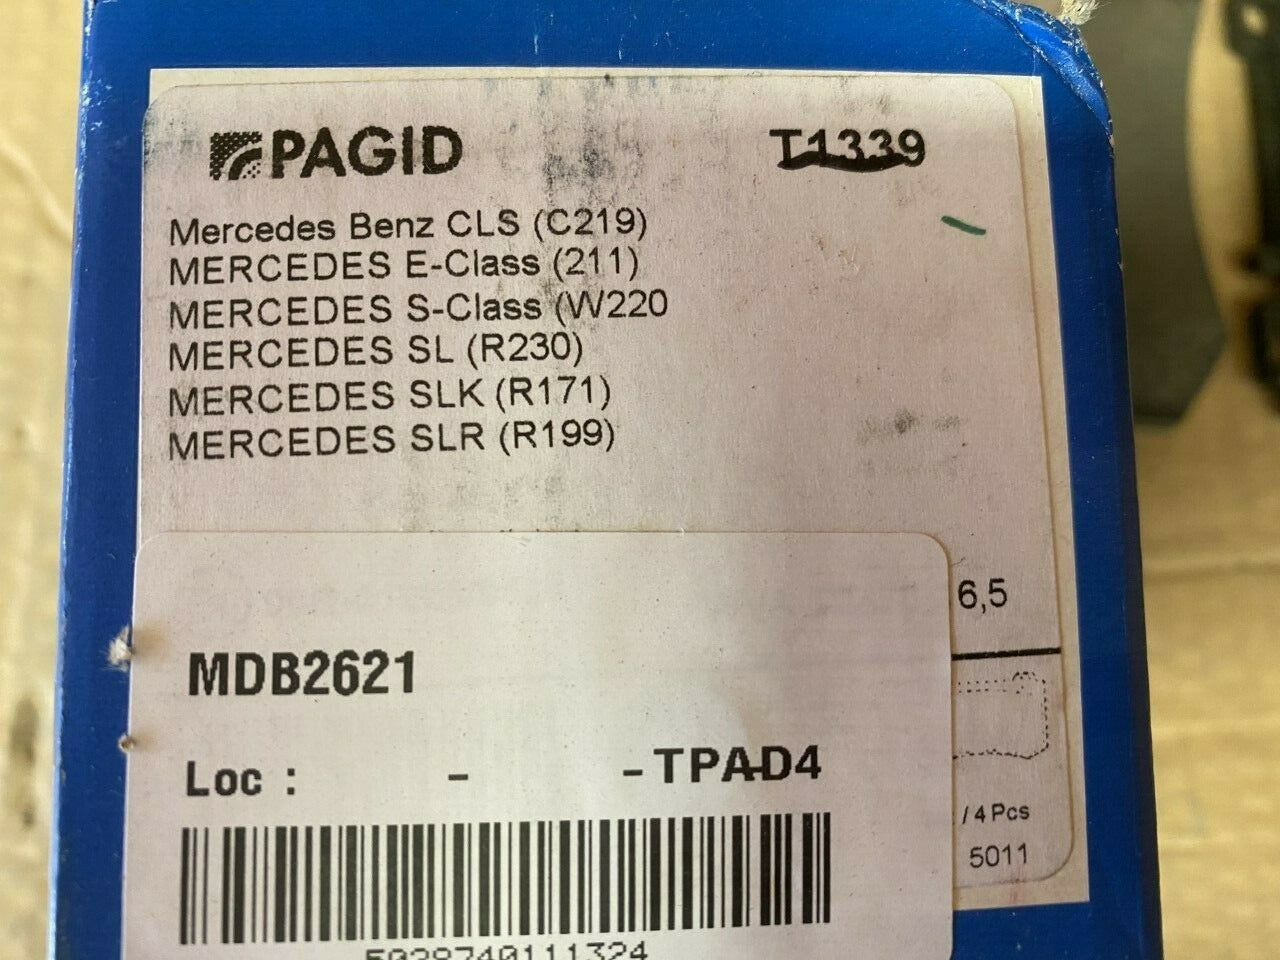 PAGID T1339
Mercedes Benz CLS (C219)
MERCEDES E-Class (211)
MERCEDES S-Class (W220
MERCEDES SL (R230)
MERCEDES SLK (R171)
MERCEDES SLR (R199)
6,5
MDB2621
Loc : - -TPAD4
/ 4 Pcs
5011
5028740111324